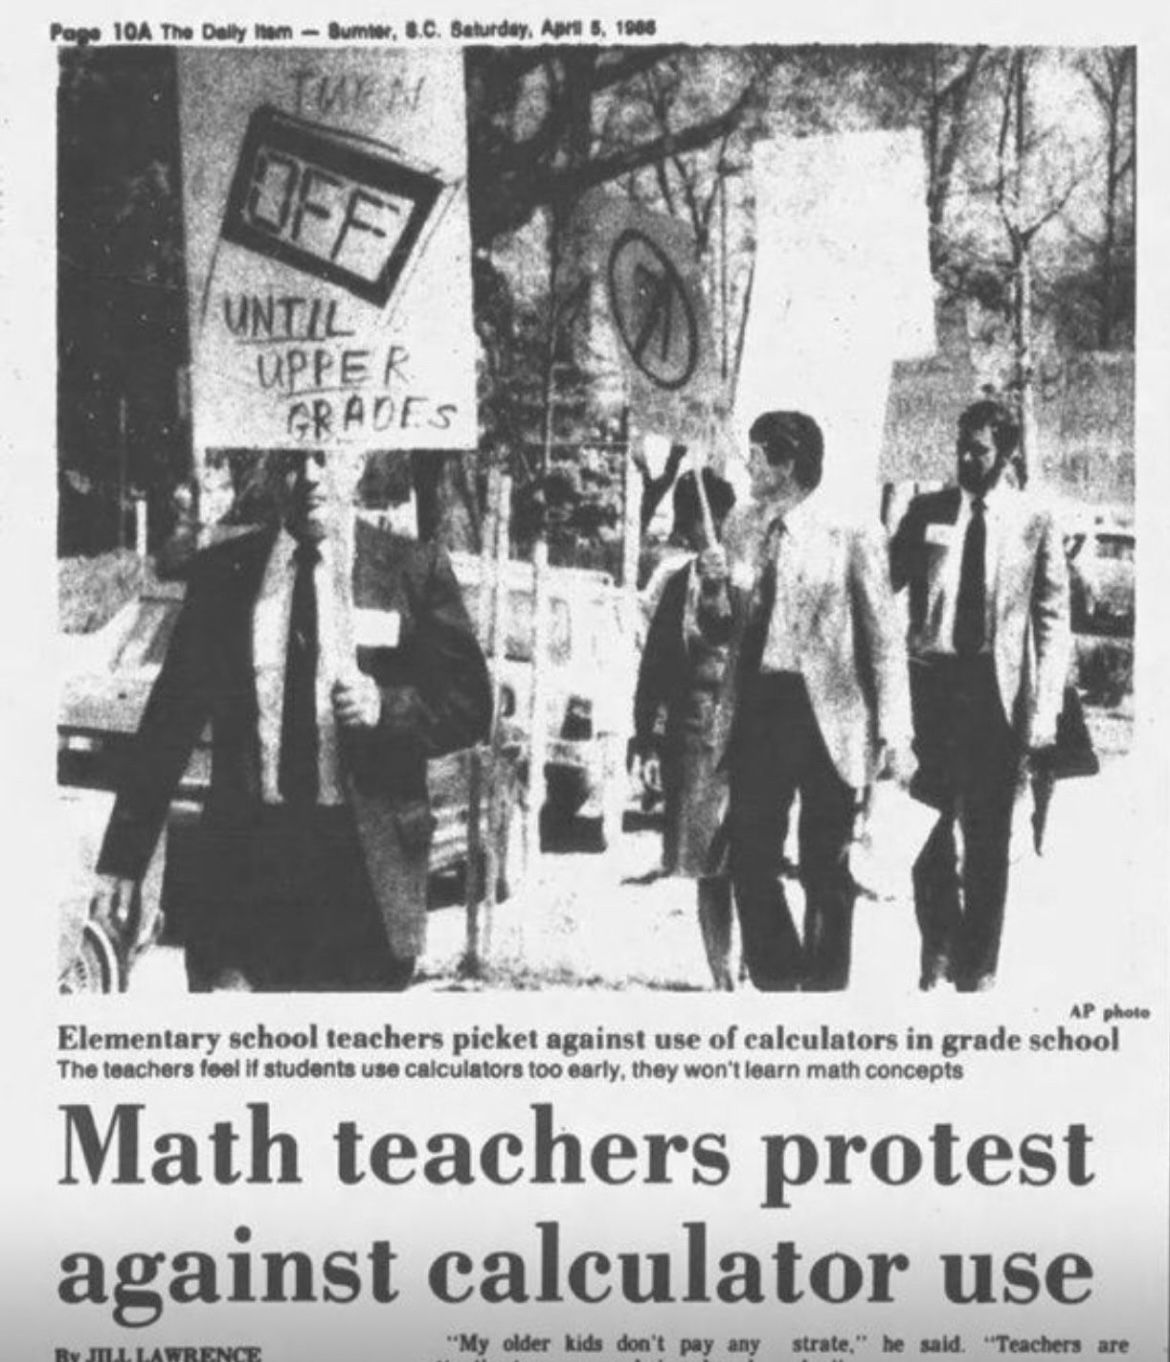 Page 10A The Daily Item — Sumter, S.C. Saturday, April 5, 1986
TURN
OFF
UNTIL
UPPER
GRADES
AP photo
Elementary school teachers picket against use of calculators in grade school
The teachers feel if students use calculators too early, they won't learn math concepts
Math teachers protest
against calculator use
By JILL LAWRENCE
"My older kids don't pay any
strate," he said. "Teachers are